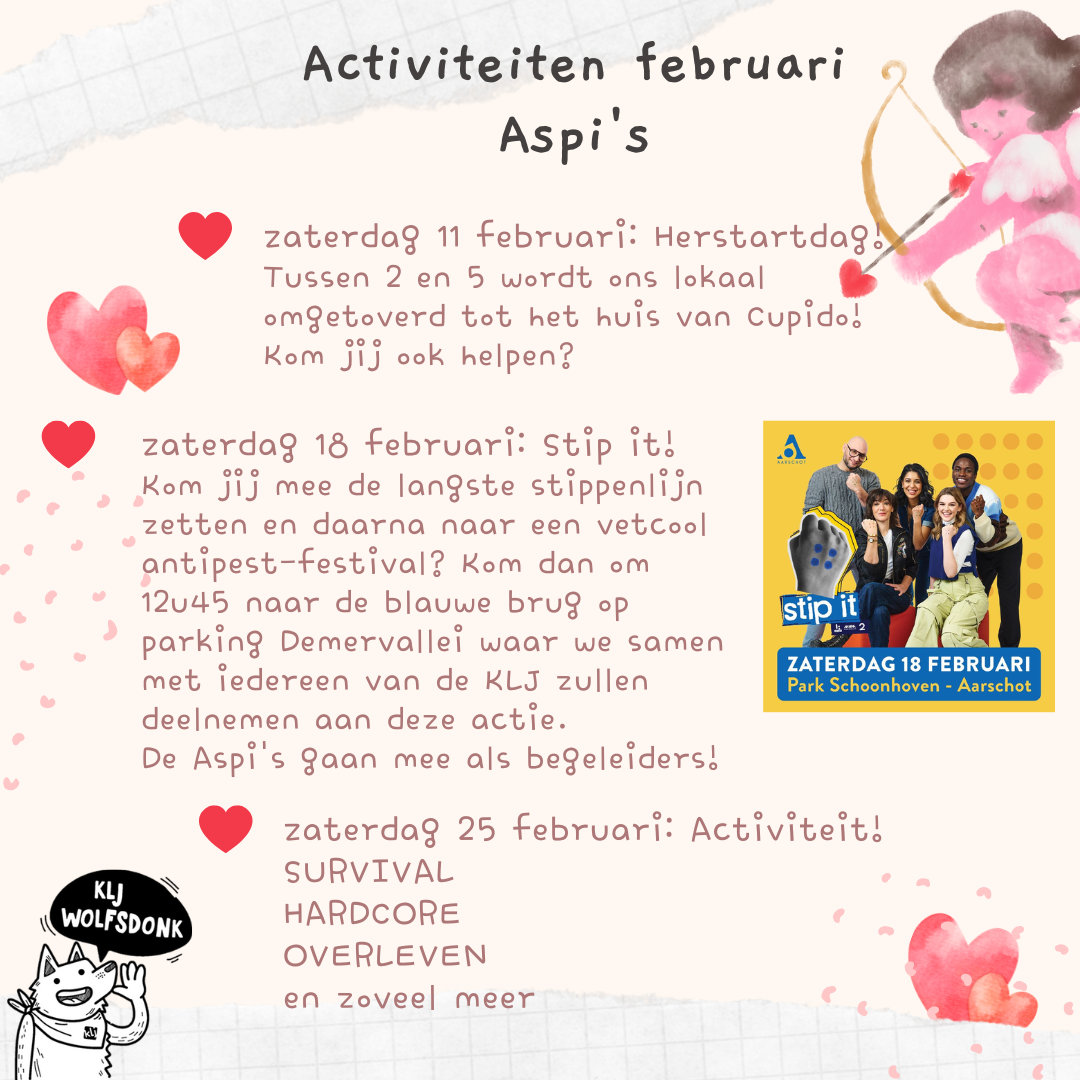 Activiteiten februari
Aspi's
zaterdag 11 februari: Herstartdag!
Tussen 2 en 5 wordt ons lokaal
omgetoverd tot het huis van Cupido!
Kom jij ook helpen?
zaterdag 18 februari: Stip it!
Kom jij mee de langste stippenlijn
zetten en daarna naar een vetcool
antipest-festival? Kom dan om
12u45 naar de blauwe brug op
parking Demervallei waar we samen
met iedereen van de KLJ zullen
deelnemen aan deze actie.
De Aspi's gaan mee als begeleiders!
AARSCHOT
stip it
ZATERDAG 18 FEBRUARI
Park Schoonhoven - Aarschot
zaterdag 25 februari: Activiteit!
SURVIVAL
HARDCORE
OVERLEVEN
en zoveel meer
KLJ
WOLFSDONK
KLJ